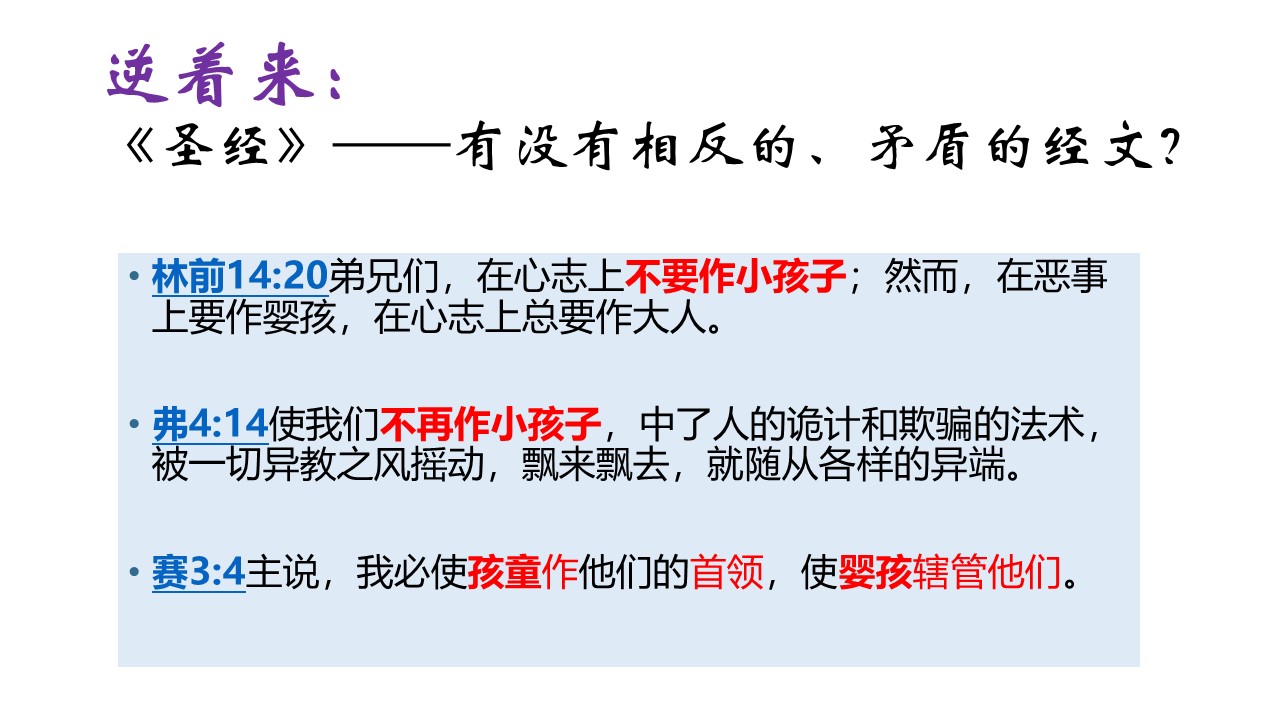 逆着来：
《圣经》——有没有相反的、矛盾的经文？
• 林前14:20弟兄们，在心志上不要作小孩子；然而，在恶事
上要作婴孩，在心志上总要作大人。
• 弗4:14使我们不再作小孩子，中了人的诡计和欺骗的法术，
被一切异教之风摇动，飘来飘去，就随从各样的异端。
• 赛3:4主说，我必使孩童作他们的首领，使婴孩辖管他们。